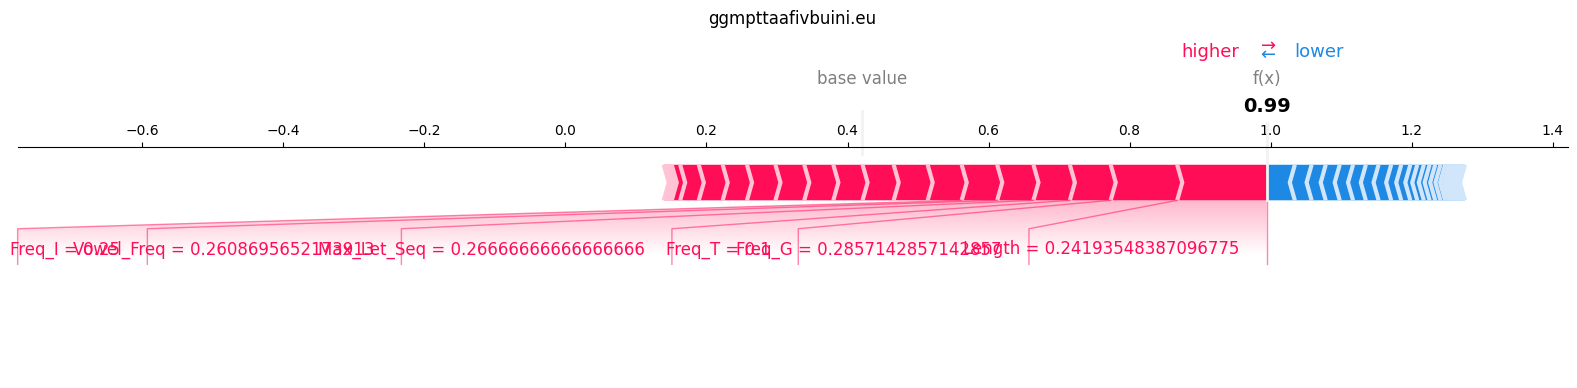 ggmpttaafivbuini.eu
higher → ← lower
base value f(x)
0.99
−0.6 −0.4 −0.2 0.0 0.2 0.4 0.6 0.8 1.0 1.2 1.4
Freq_I = 0.25 Vowel_Freq = 0.2608695652173913 Max_Let_Seq = 0.26666666666666666 Freq_T = 0.1 Freq_G = 0.2857142857142857 Length = 0.24193548387096775